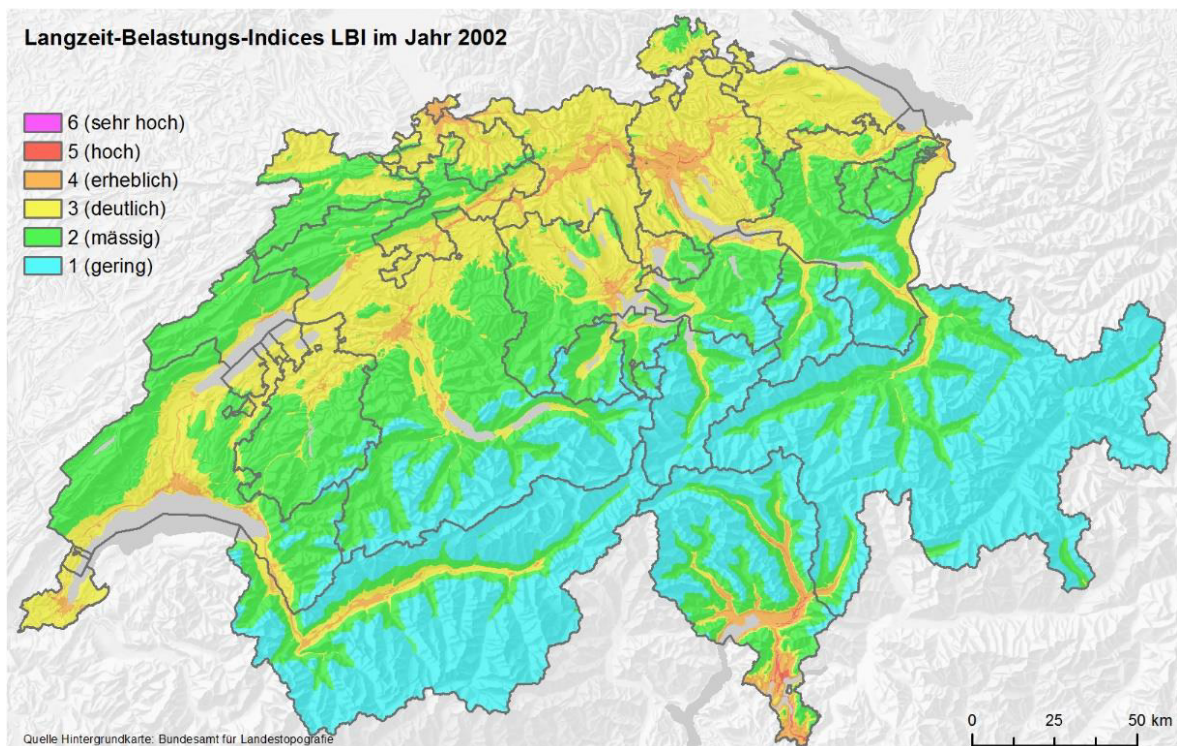 Langzeit-Belastungs-Indices LBI im Jahr 2002
6 (sehr hoch)
5 (hoch)
4 (erheblich)
3 (deutlich)
2 (mässig)
1 (gering)
Quelle Hintergrundkarte: Bundesamt für Landestopografie
0 25 50 km